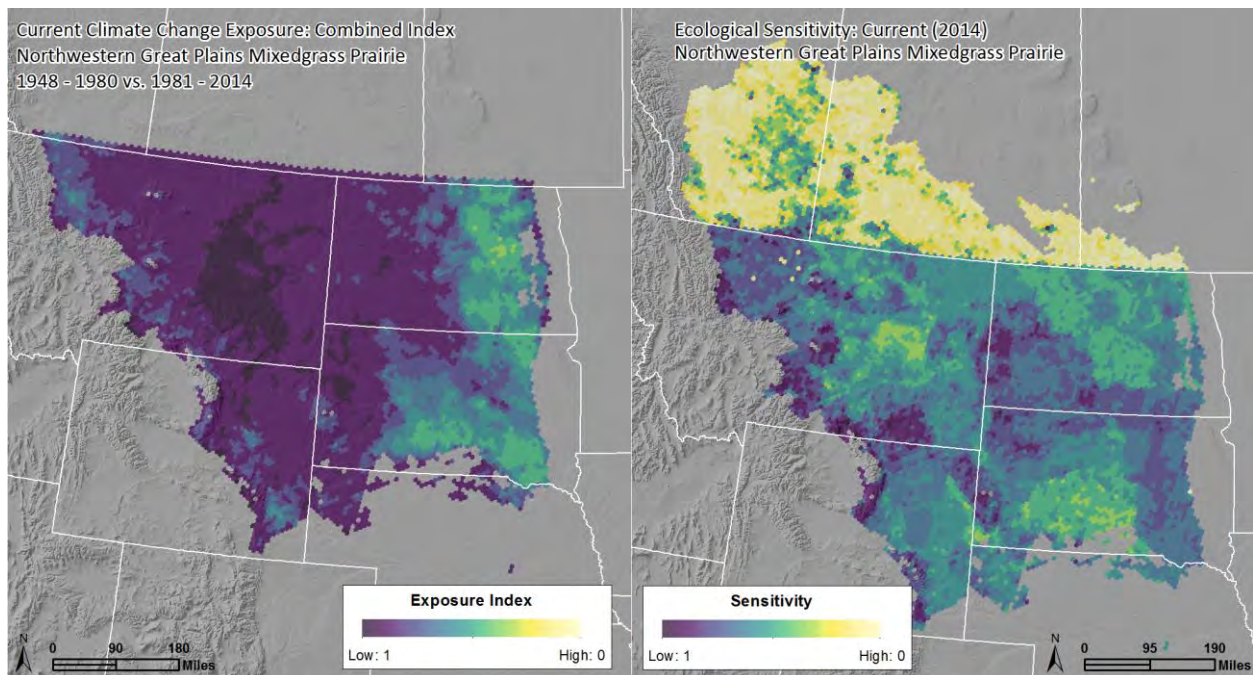 Current Climate Change Exposure: Combined Index
Northwestern Great Plains Mixedgrass Prairie
1948 - 1980 vs. 1981 - 2014
Exposure Index
Low: 1 High: 0
N
0 90 180
Miles
Ecological Sensitivity: Current (2014)
Northwestern Great Plains Mixedgrass Prairie
Sensitivity
Low: 1 High: 0
N
0 95 190
Miles